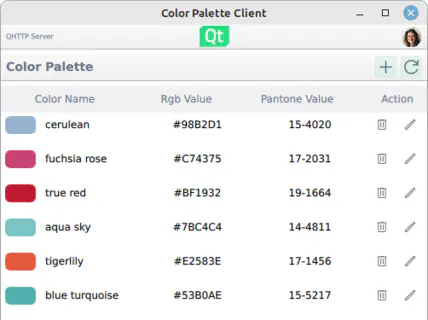 Color Palette Client
QHTTP Server
Qt
Color Palette
Color Name Rgb Value Pantone Value Action
cerulean #98B2D1 15-4020
fuchsia rose #C74375 17-2031
true red #BF1932 19-1664
aqua sky #7BC4C4 14-4811
tigerlily #E2583E 17-1456
blue turquoise #53B0AE 15-5217